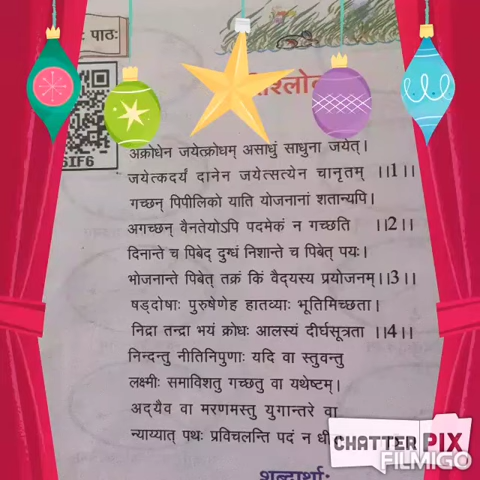 पाठः
6IF6
अक्रोधेन जयेत्क्रोधम् असाधुं साधुना जयेत्।
जयेत्कदर्यं दानेन जयेत्सत्येन चानृतम् ।।1।।
गच्छन् पिपीलिको याति योजनानां शतान्यपि।
अगच्छन् वैनतेयोऽपि पदमेकं न गच्छति ।।2।।
दिनान्ते च पिबेद् दुग्धं निशान्ते च पिबेत् पयः।
भोजनान्ते पिबेत् तक्रं किं वैद्यस्य प्रयोजनम्।।3।।
षड्दोषाः पुरुषेणेह हातव्याः भूतिमिच्छता।
निद्रा तन्द्रा भयं क्रोधः आलस्यं दीर्घसूत्रता ।।4।।
निन्दन्तु नीतिनिपुणाः यदि वा स्तुवन्तु
लक्ष्मीः समाविशतु गच्छतु वा यथेष्टम्।
अद्यैव वा मरणमस्तु युगान्तरे वा
न्याय्यात् पथः प्रविचलन्ति पदं न
शब्दार्थाः
CHATTERPIX
FILMIGO